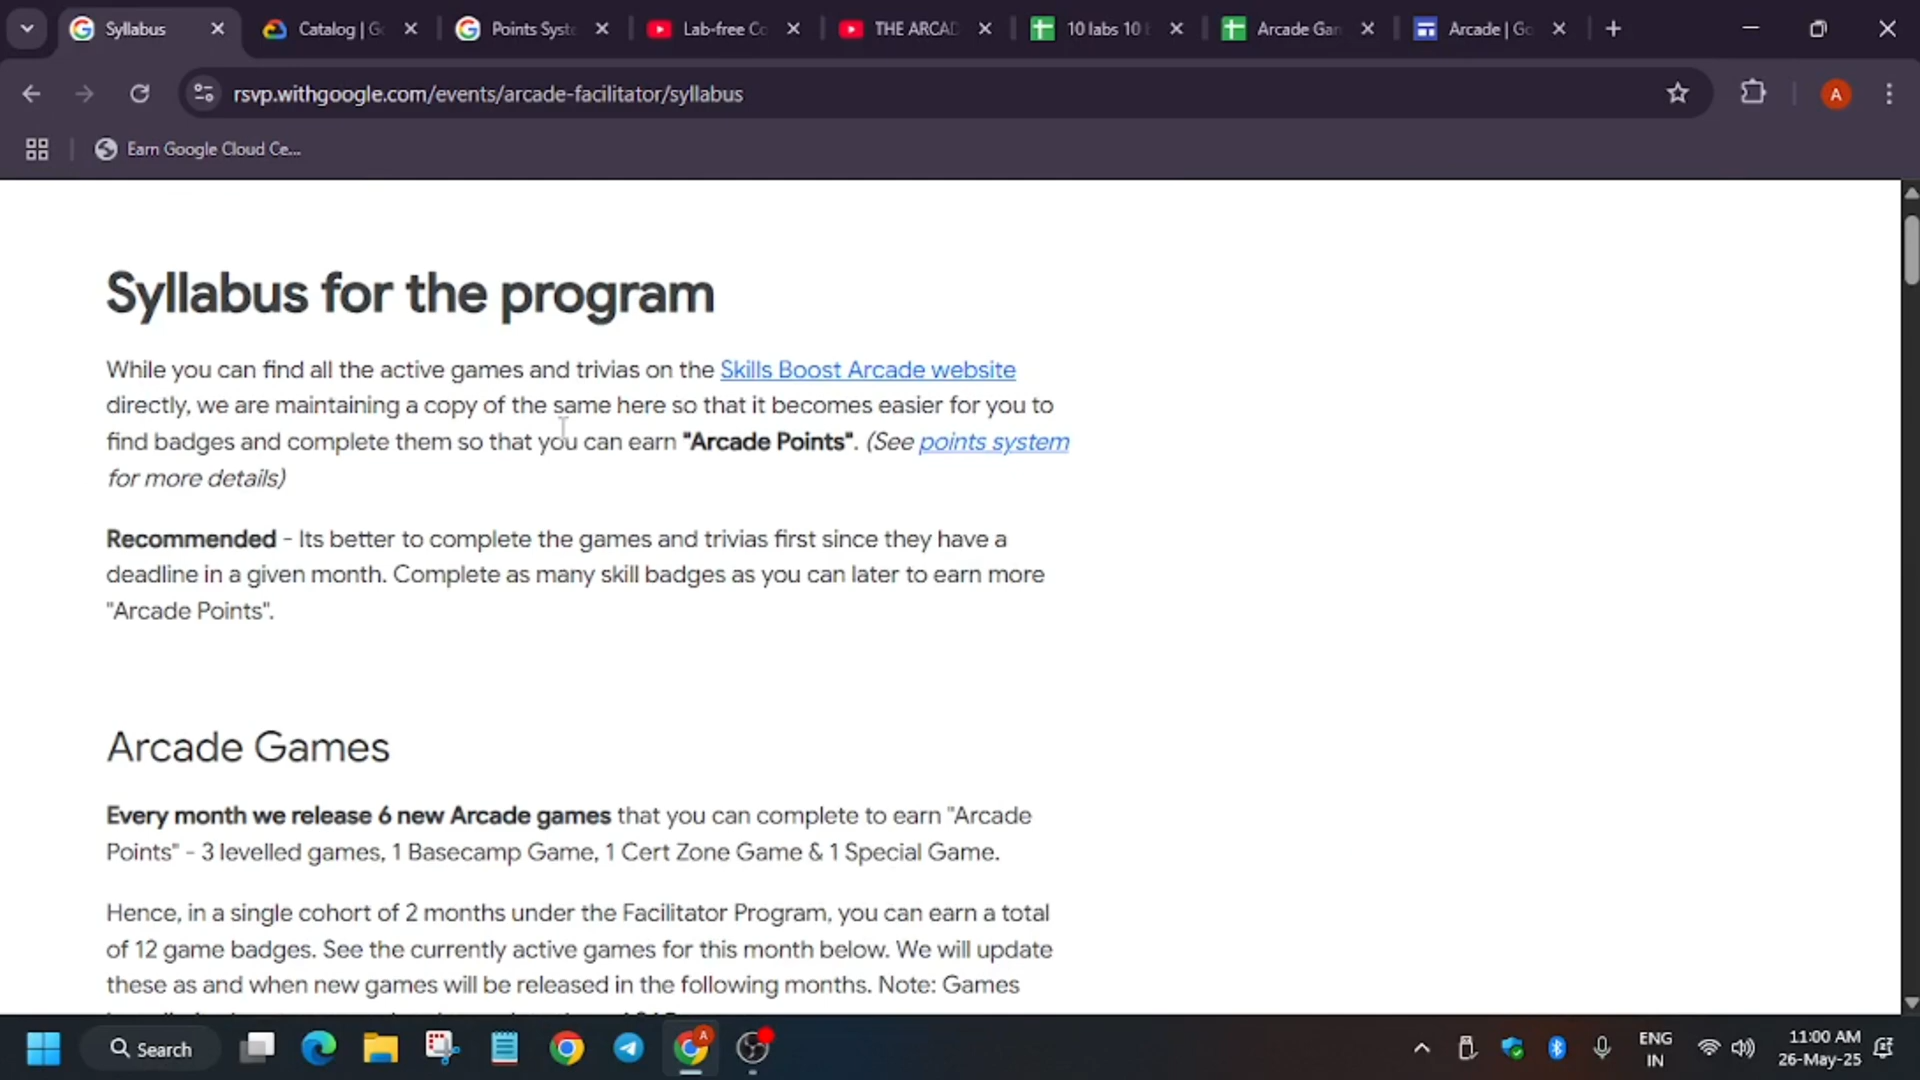 Syllabus
Catalog | Go
Points Syste
Lab-free Co
THE ARCAD
10 labs 10
Arcade Gam
Arcade | Go
rsvp.withgoogle.com/events/arcade-facilitator/syllabus
A
Earn Google Cloud Ce...
Syllabus for the program
While you can find all the active games and trivias on the Skills Boost Arcade website
directly, we are maintaining a copy of the same here so that it becomes easier for you to
find badges and complete them so that you can earn "Arcade Points". (See points system
for more details)
Recommended - Its better to complete the games and trivias first since they have a
deadline in a given month. Complete as many skill badges as you can later to earn more
"Arcade Points".
Arcade Games
Every month we release 6 new Arcade games that you can complete to earn "Arcade
Points" - 3 levelled games, 1 Basecamp Game, 1 Cert Zone Game & 1 Special Game.
Hence, in a single cohort of 2 months under the Facilitator Program, you can earn a total
of 12 game badges. See the currently active games for this month below. We will update
these as and when new games will be released in the following months. Note: Games
Search
A
ENG
IN
11:00 AM
26-May-25